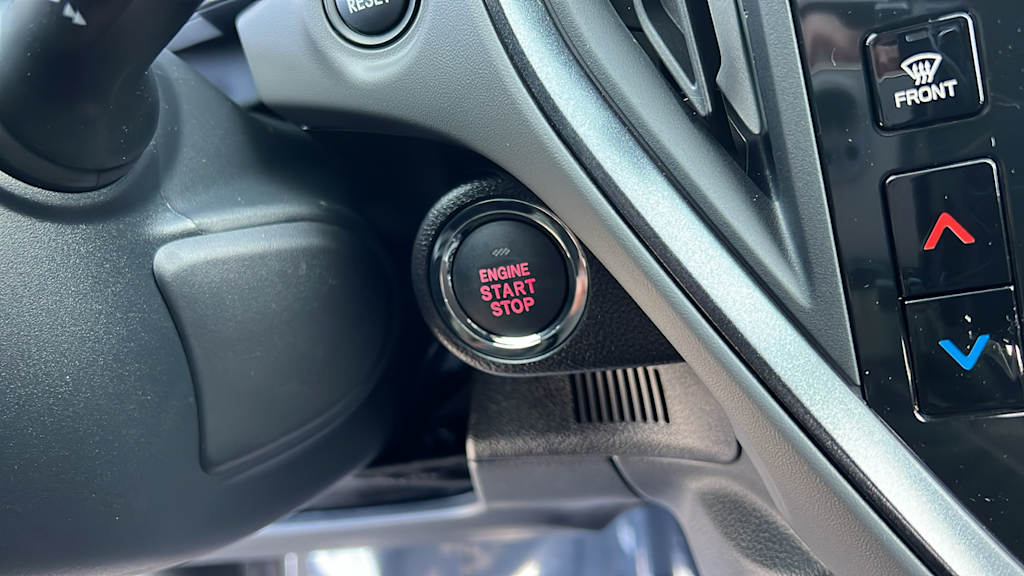 RESET
FRONT
ENGINE
START
STOP